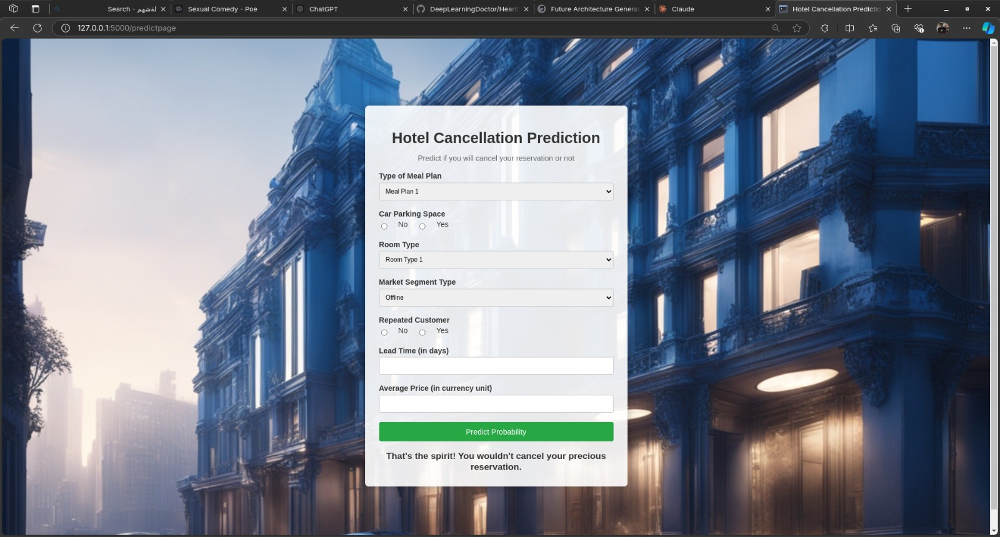 Search - لةشهم
Sexual Comedy - Poe
ChatGPT
DeepLearningDoctor/Heart
Future Architecture Genera
Claude
Hotel Cancellation Predictio
127.0.0.1:5000/predictpage
Hotel Cancellation Prediction
Predict if you will cancel your reservation or not
Type of Meal Plan
Meal Plan 1
Car Parking Space
No Yes
Room Type
Room Type 1
Market Segment Type
Offline
Repeated Customer
No Yes
Lead Time (in days)
Average Price (in currency unit)
Predict Probability
That's the spirit! You wouldn't cancel your precious
reservation.